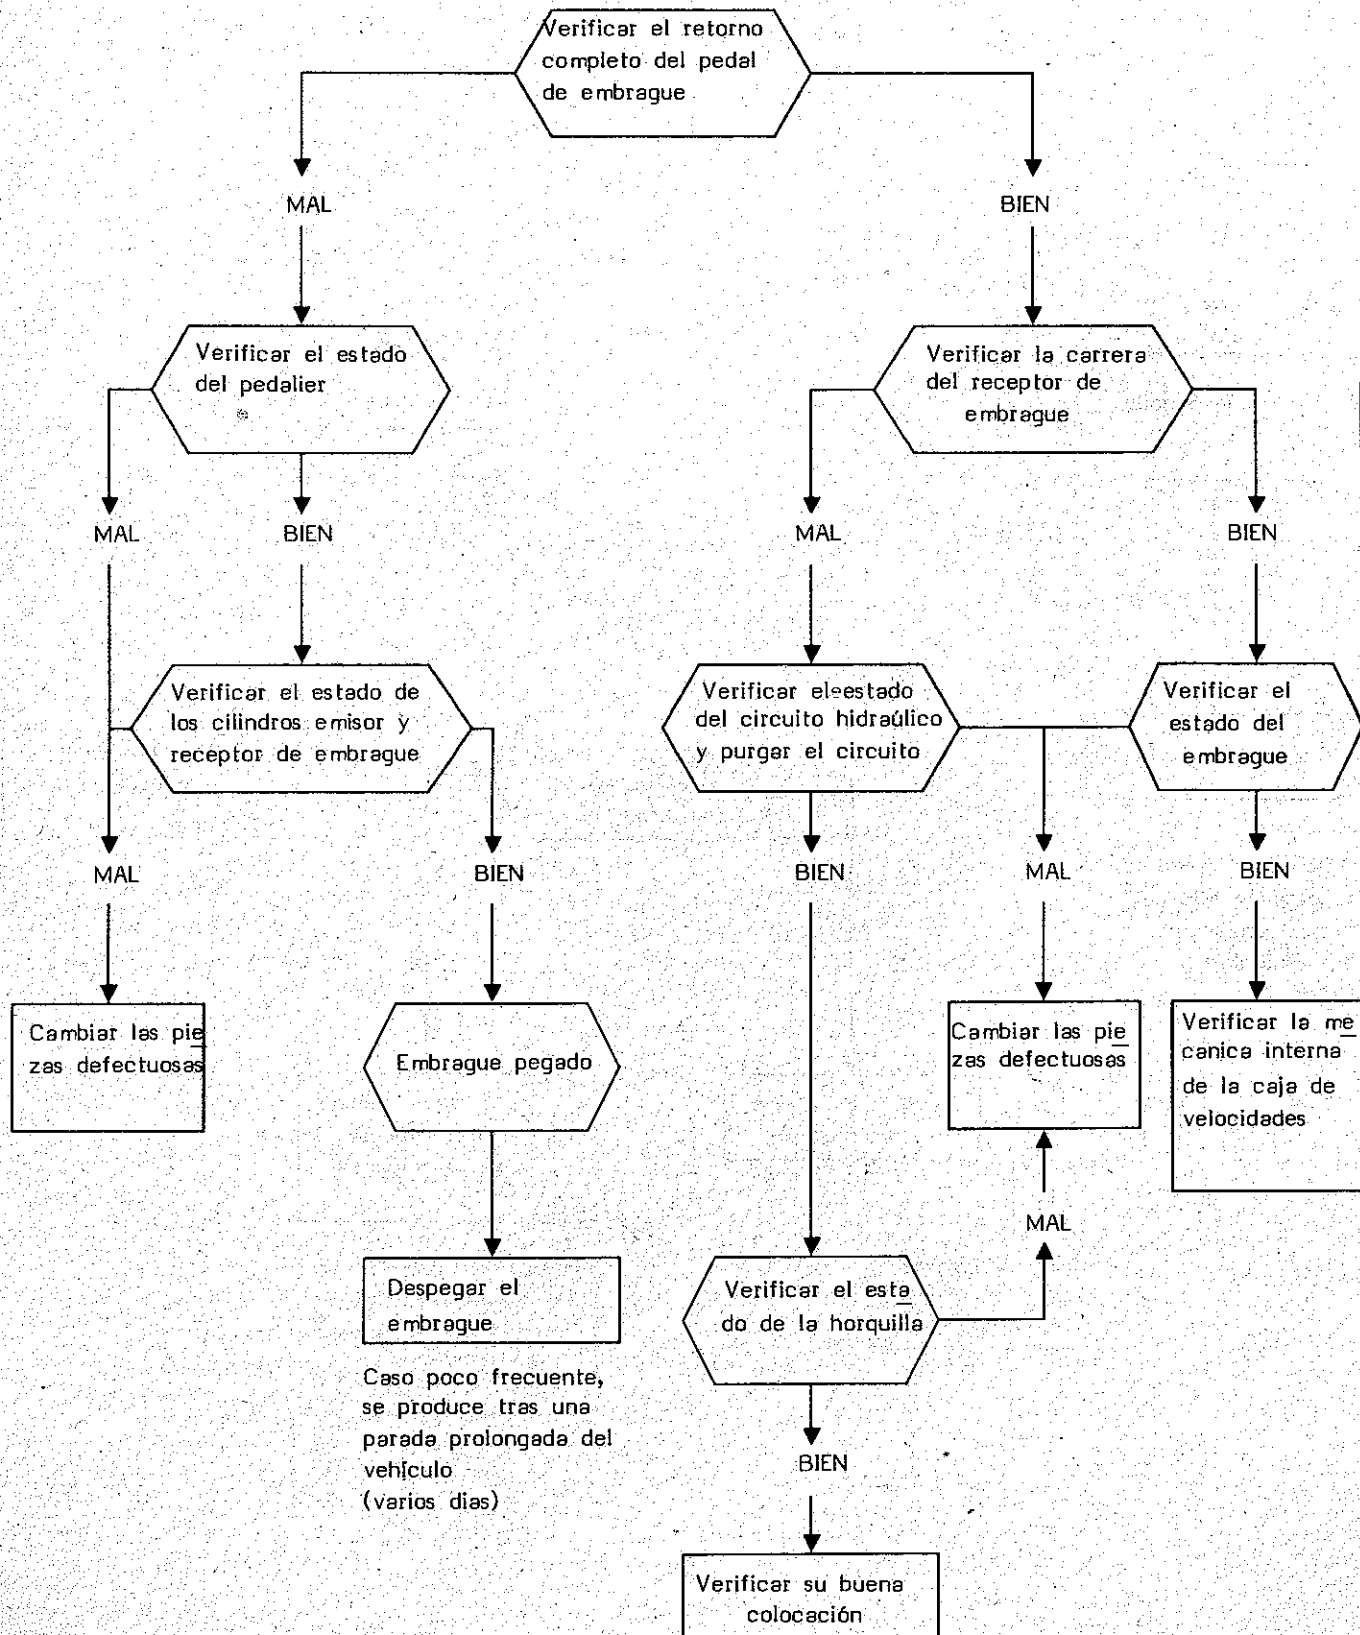 Verificar el retorno
completo del pedal
de embrague
MAL
BIEN
Verificar el estado
del pedalier
Verificar la carrera
del receptor de
embrague
MAL
BIEN
MAL
BIEN
Verificar el estado de
los cilindros emisor y
receptor de embrague
Verificar el estado
del circuito hidraúlico
y purgar el circuito
Verificar el
estado del
embrague
MAL
BIEN
BIEN
MAL
BIEN
Cambiar las pie
zas defectuosas
Embrague pegado
Cambiar las pie
zas defectuosas
Verificar la me
canica interna
de la caja de
velocidades
MAL
Despegar el
embrague
Verificar el esta
do de la horquilla
Caso poco frecuente,
se produce tras una
parada prolongada del
vehículo
(varios dias)
BIEN
Verificar su buena
colocación